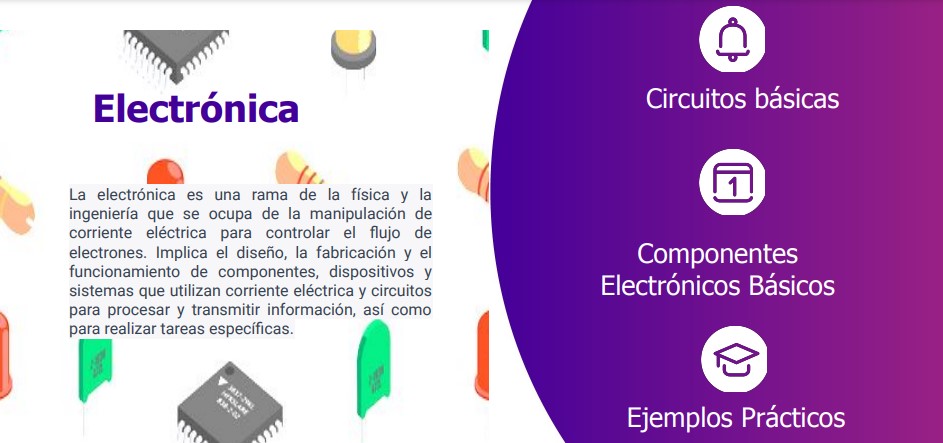 Electrónica
La electrónica es una rama de la física y la
ingeniería que se ocupa de la manipulación de
corriente eléctrica para controlar el flujo de
electrones. Implica el diseño, la fabricación y el
funcionamiento de componentes, dispositivos y
sistemas que utilizan corriente eléctrica y circuitos
para procesar y transmitir información, así como
para realizar tareas específicas.
Circuitos básicas
1
Componentes
Electrónicos Básicos
Ejemplos Prácticos